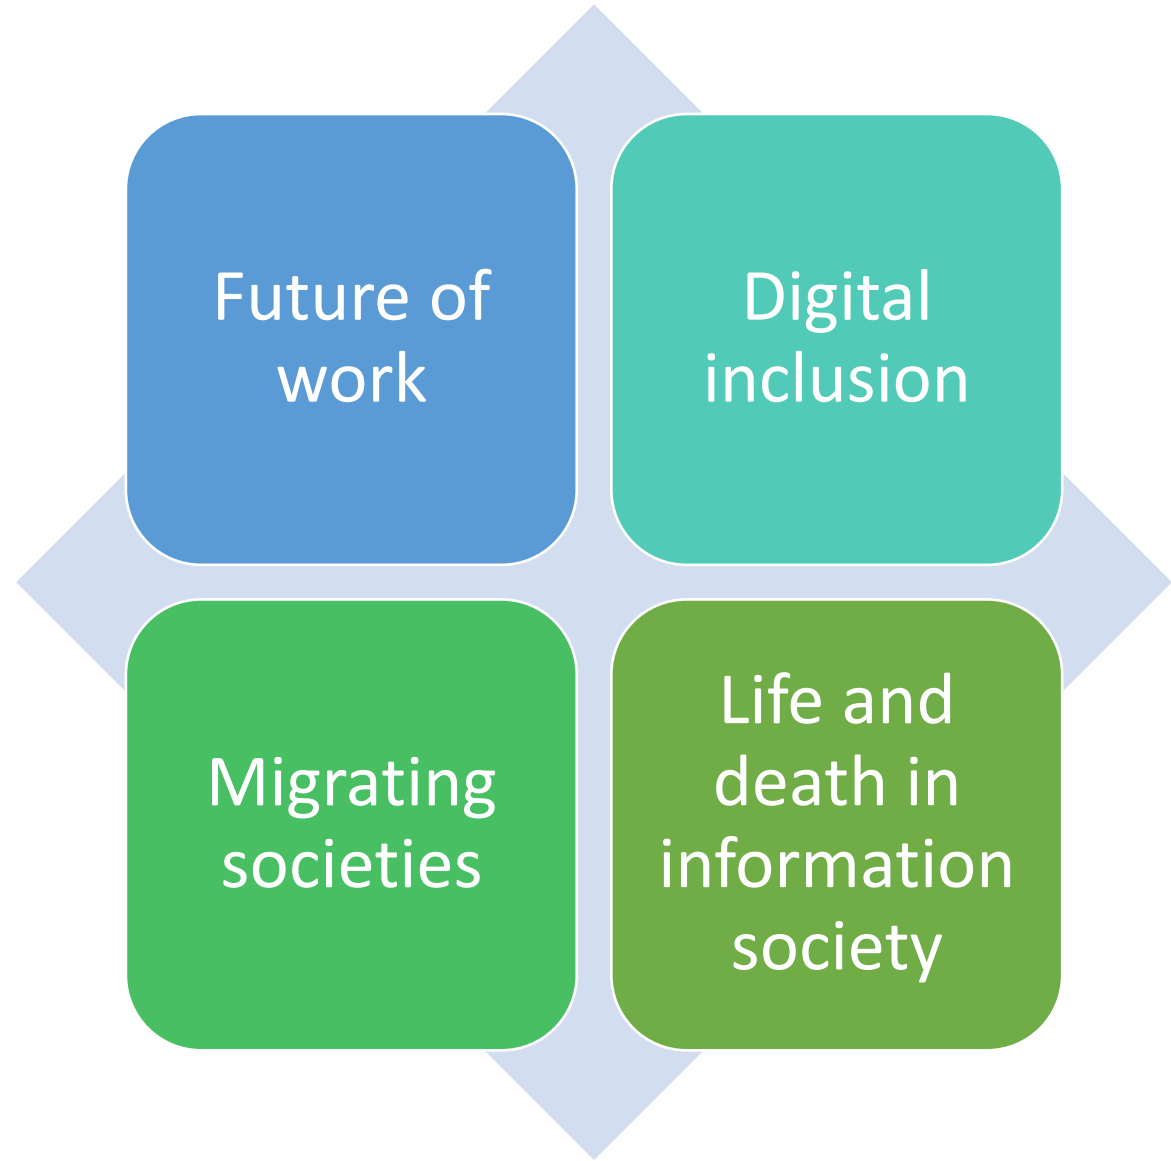 Future of
work
Digital
inclusion
Migrating
societies
Life and
death in
information
society